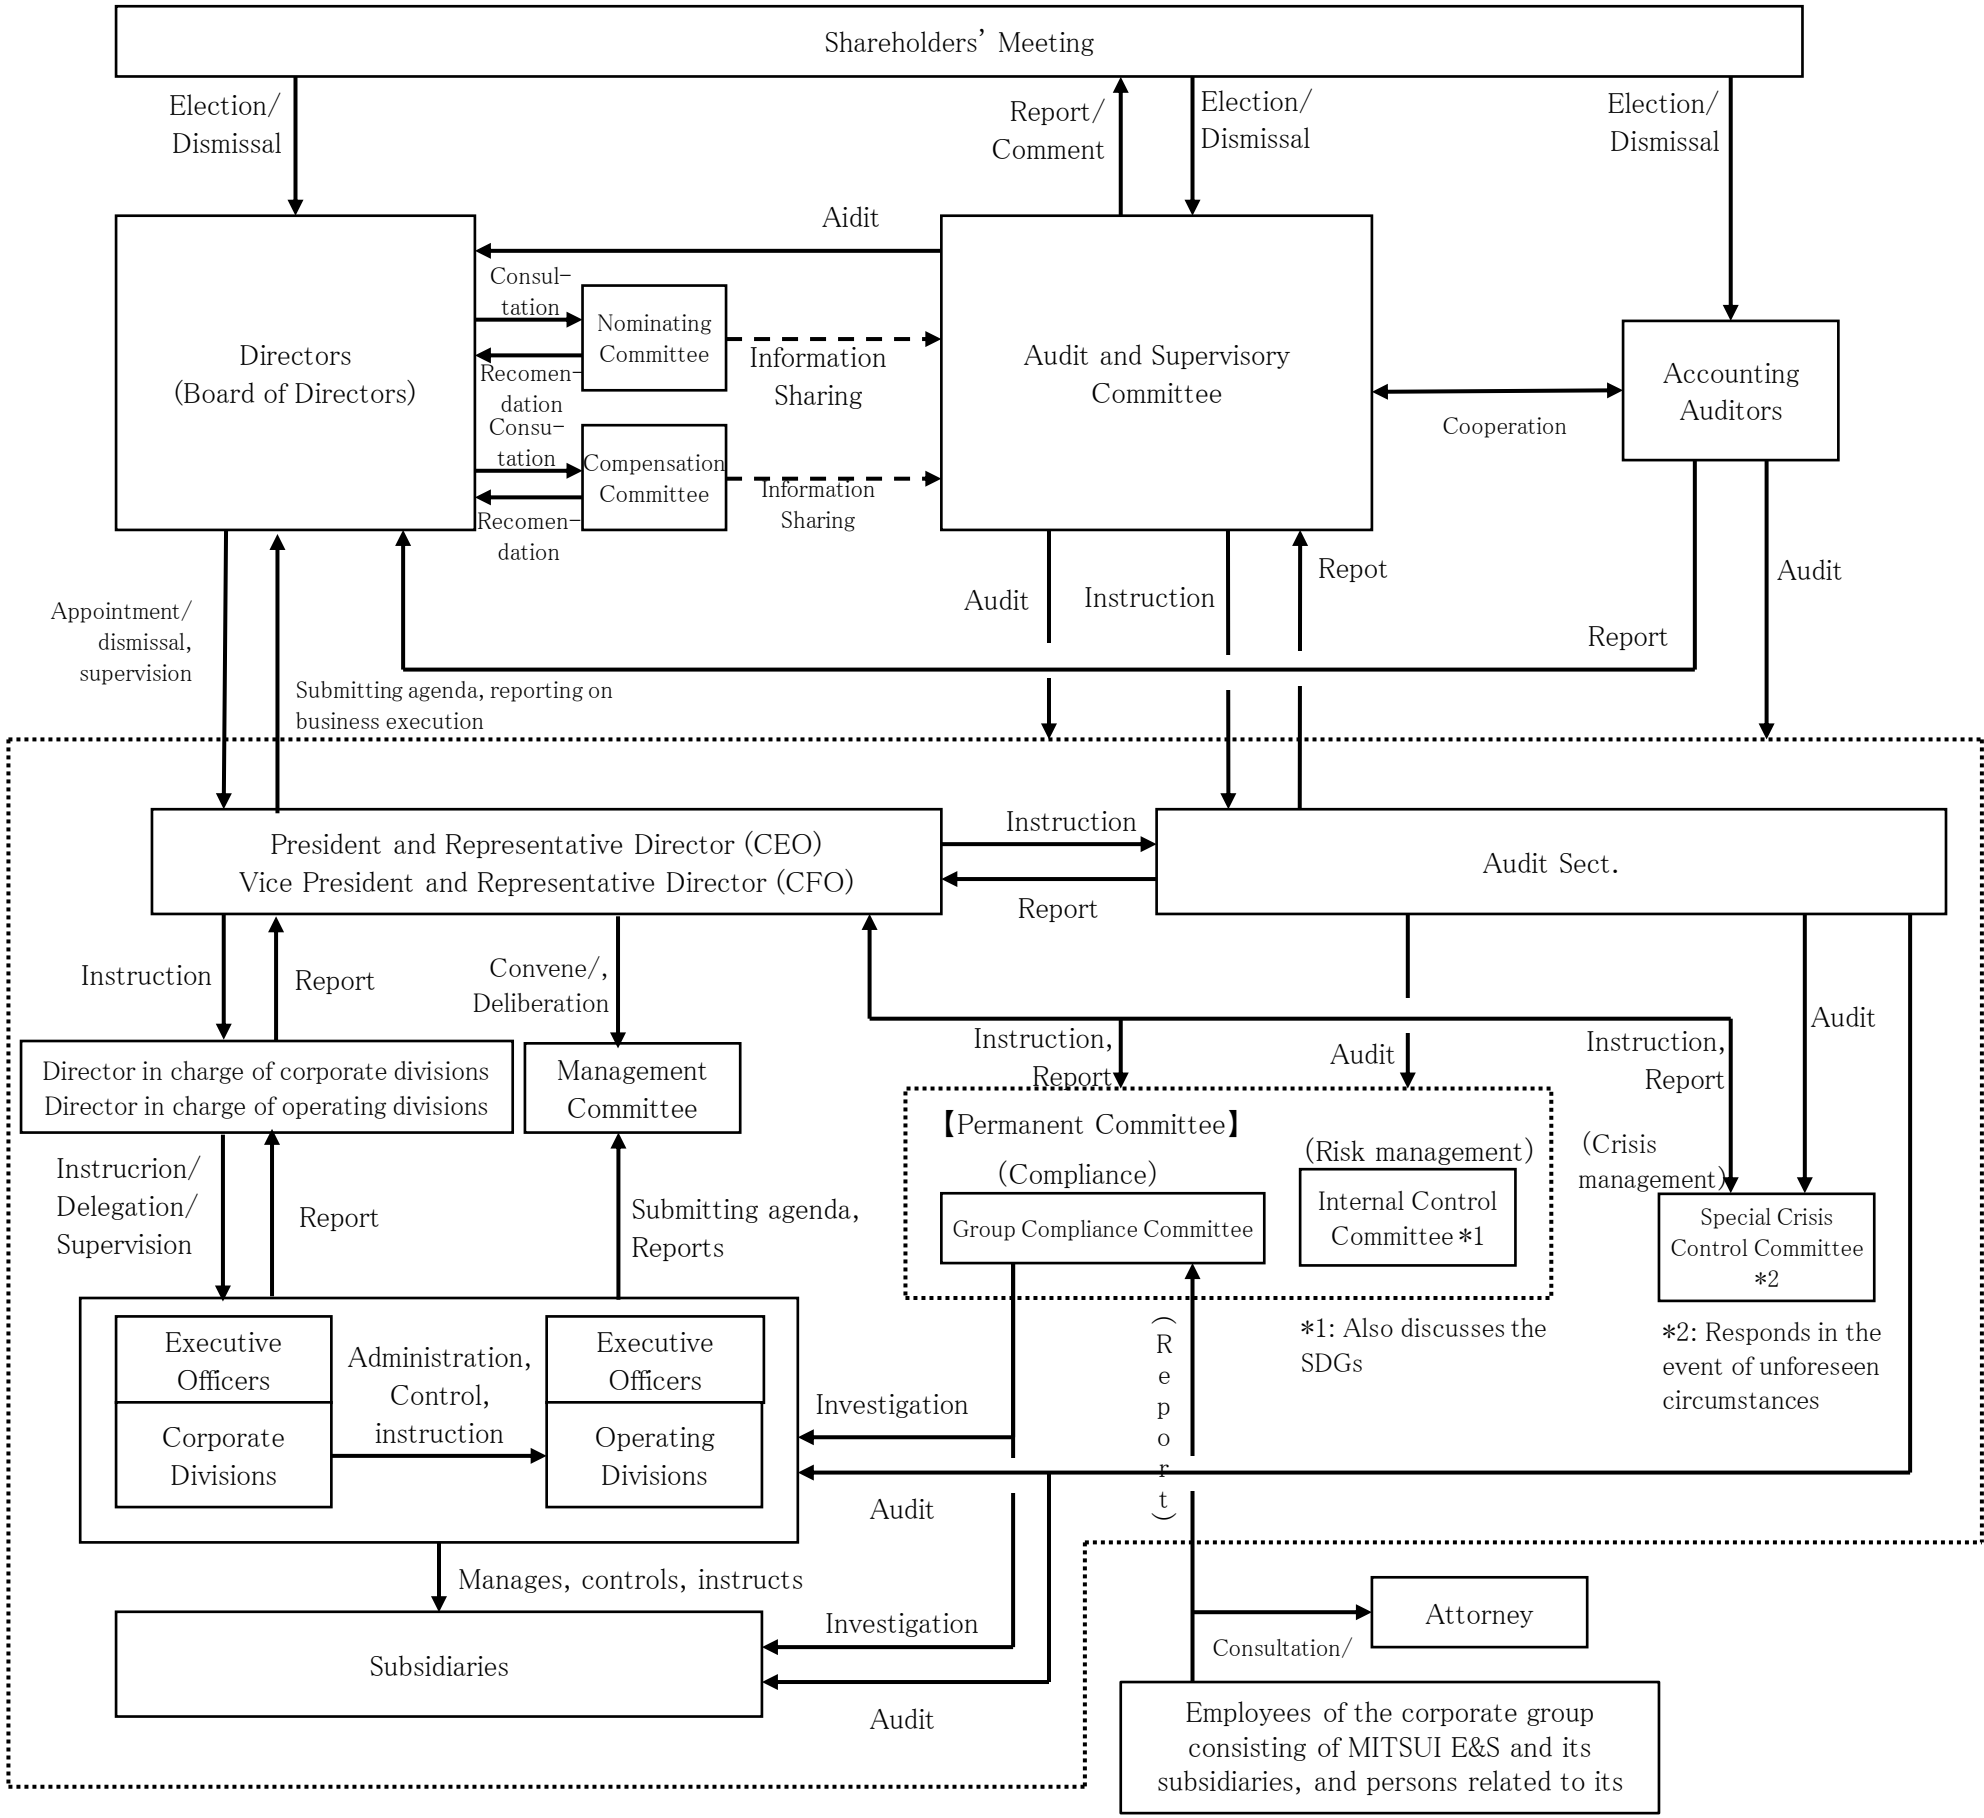 Shareholders’ Meeting
Election/
Dismissal
Report/
Comment
Election/
Dismissal
Election/
Dismissal
Aidit
Directors
(Board of Directors)
Consul-
tation
Recomen-
dation
Nominating
Committee
Information
Sharing
Consu-
tation
Recomen-
dation
Compensation
Committee
Information
Sharing
Audit and Supervisory
Committee
Cooperation
Accounting
Auditors
Appointment/
dismissal,
supervision
Submitting agenda, reporting on
business execution
Audit
Instruction
Repot
Report
Audit
President and Representative Director (CEO)
Vice President and Representative Director (CFO)
Instruction
Report
Audit Sect.
Instruction
Report
Convene/,
Deliberation
Instruction,
Report
Audit
Instruction,
Report
Audit
Director in charge of corporate divisions
Director in charge of operating divisions
Management
Committee
【Permanent Committee】
(Compliance)
Group Compliance Committee
(Risk management)
Internal Control
Committee *1
(Crisis
management)
Special Crisis
Control Committee
*2
Instrucrion/
Delegation/
Supervision
Report
Submitting agenda,
Reports
*1: Also discusses the
SDGs
*2: Responds in the
event of unforeseen
circumstances
Executive
Officers
Corporate
Divisions
Administration,
Control,
instruction
Executive
Officers
Operating
Divisions
Investigation
Audit
(Report)
Manages, controls, instructs
Subsidiaries
Investigation
Audit
Attorney
Consultation/
Employees of the corporate group
consisting of MITSUI E&S and its
subsidiaries, and persons related to its